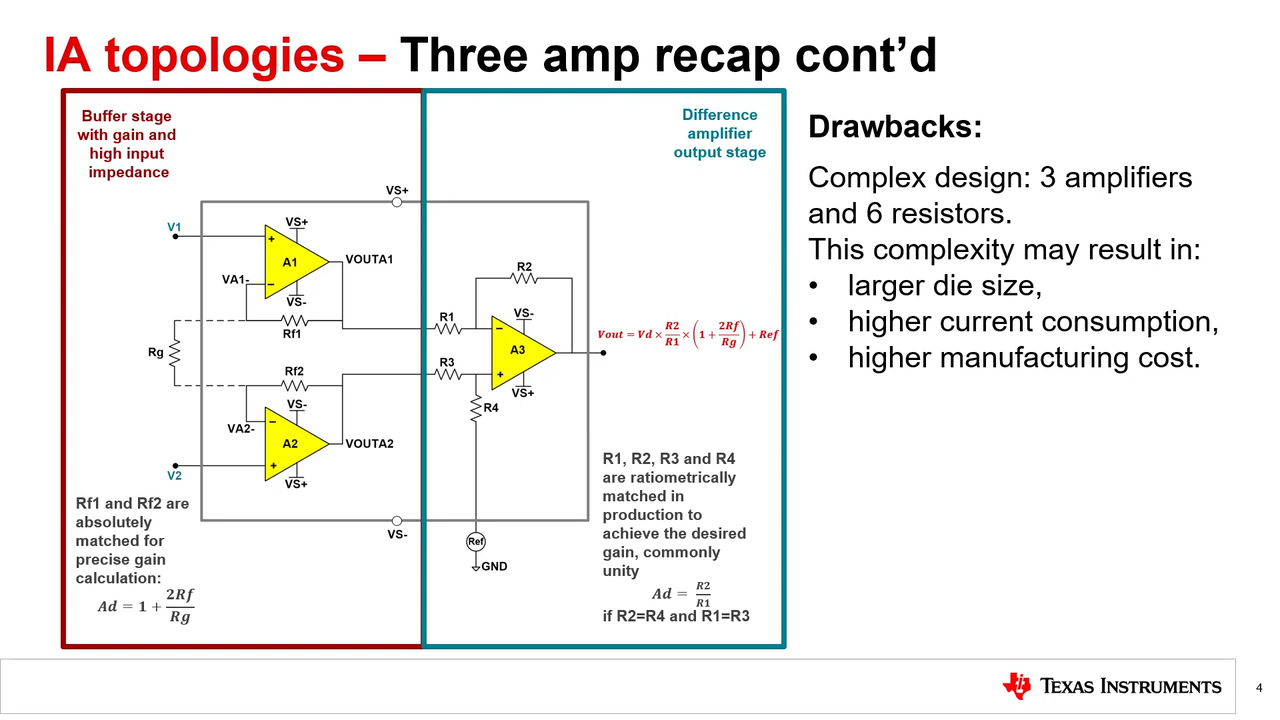 IA topologies – Three amp recap cont’d
Buffer stage
with gain and
high input
impedance
Difference
amplifier
output stage
VS+
V1
VS+
+
A1
VOUTA1
VA1-
−
VS-
Rf1
Rg
Rf2
VS-
−
VA2-
A2
VOUTA2
+
V2
VS+
VS-
R2
R1
VS-
−
A3
R3
+
VS+
R4
Ref
GND
Vout = Vd × R2/R1 × (1 + 2Rf/Rg) + Ref
Rf1 and Rf2 are
absolutely
matched for
precise gain
calculation:
Ad = 1 + 2Rf/Rg
R1, R2, R3 and R4
are ratiometrically
matched in
production to
achieve the desired
gain, commonly
unity
Ad = R2/R1
if R2=R4 and R1=R3
Drawbacks:
Complex design: 3 amplifiers
and 6 resistors.
This complexity may result in:
• larger die size,
• higher current consumption,
• higher manufacturing cost.
TEXAS INSTRUMENTS
4